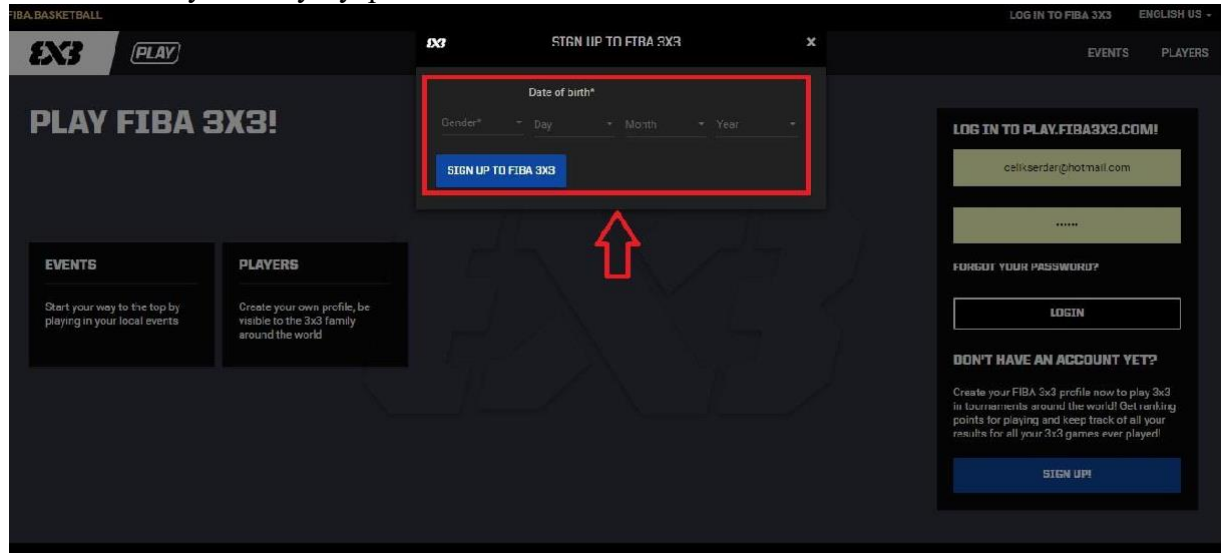 FIBA.BASKETBALL
LOG IN TO FIBA 3X3 ENGLISH US
3X3 PLAY
EVENTS PLAYERS
3X3 SIGN UP TO FIBA 3X3 x
Date of birth*
Gender* Day Month Year
SIGN UP TO FIBA 3X3
PLAY FIBA 3X3!
EVENTS
Start your way to the top by
playing in your local events
PLAYERS
Create your own profile, be
visible to the 3x3 family
around the world
LOG IN TO PLAY.FIBA3X3.COM!
celikserdar@hotmail.com
••••••
FORGOT YOUR PASSWORD?
LOGIN
DON'T HAVE AN ACCOUNT YET?
Create your FIBA 3x3 profile now to play 3x3
in tournaments around the world! Get ranking
points for playing and keep track of all your
results for all your 3x3 games ever played!
SIGN UP!
3X3